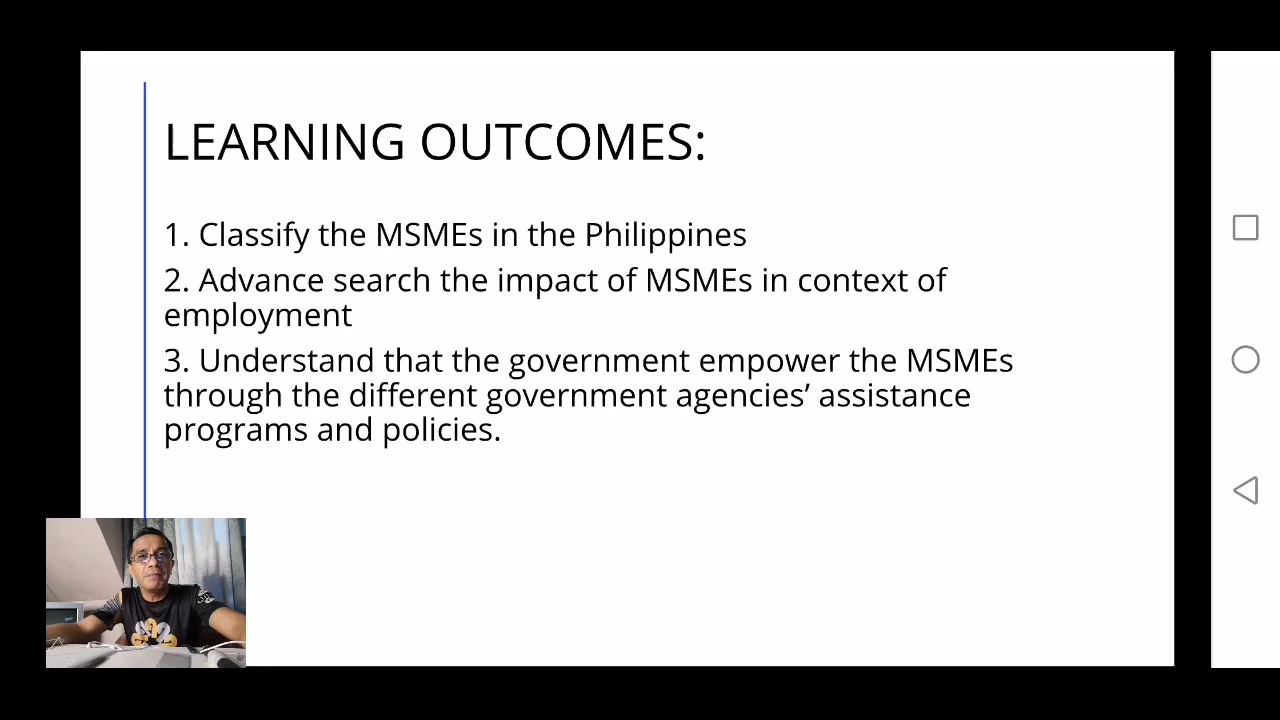 LEARNING OUTCOMES:
1. Classify the MSMEs in the Philippines
2. Advance search the impact of MSMEs in context of
employment
3. Understand that the government empower the MSMEs
through the different government agencies’ assistance
programs and policies.